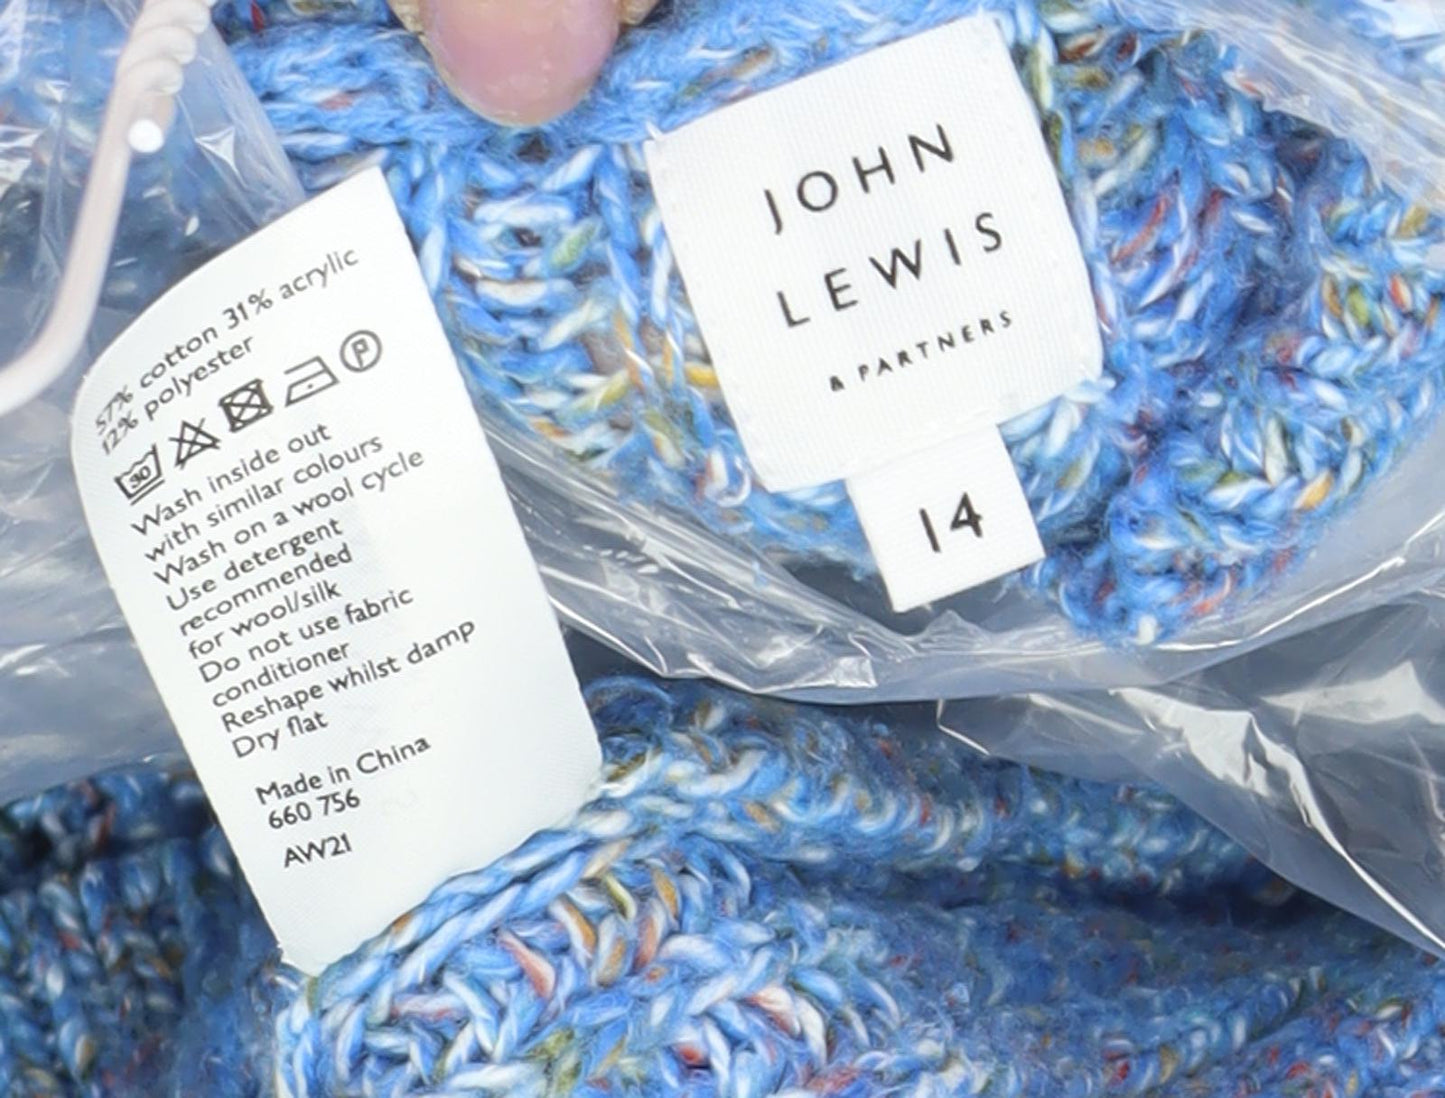 57% cotton 31% acrylic
12% polyester
30
P
Wash inside out
with similar colours
Wash on a wool cycle
Use detergent
recommended
for wool/silk
Do not use fabric
conditioner
Reshape whilst damp
Dry flat
Made in China
660 756
AW21
JOHN
LEWIS
& PARTNERS
14